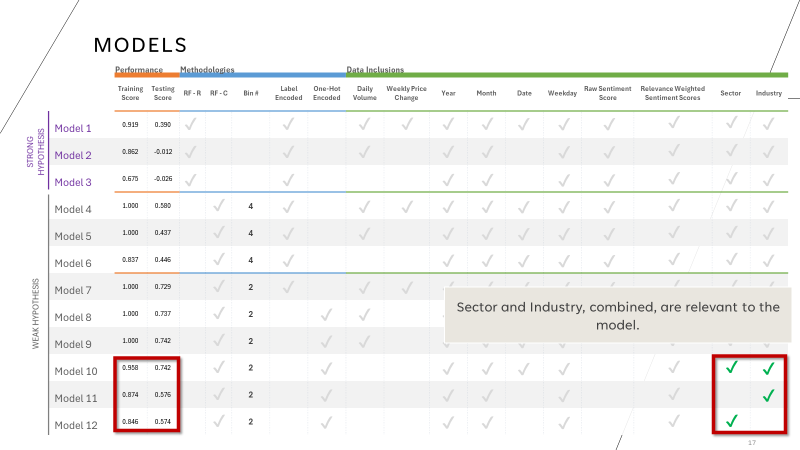 MODELS
Performance Methodologies Data Inclusions
Training Score Testing Score RF - R RF - C Bin # Label Encoded One-Hot Encoded Daily Volume Weekly Price Change Year Month Date Weekday Raw Sentiment Score Relevance Weighted Sentiment Scores Sector Industry
STRONG HYPOTHESIS
Model 1 0.919 0.390 ✓ ✓ ✓ ✓ ✓ ✓ ✓ ✓ ✓ ✓ ✓ ✓
Model 2 0.862 -0.012 ✓ ✓ ✓ ✓ ✓ ✓ ✓ ✓ ✓ ✓
Model 3 0.675 -0.026 ✓ ✓ ✓ ✓ ✓ ✓ ✓ ✓ ✓
WEAK HYPOTHESIS
Model 4 1.000 0.580 ✓ 4 ✓ ✓ ✓ ✓ ✓ ✓ ✓ ✓ ✓ ✓ ✓
Model 5 1.000 0.437 ✓ 4 ✓ ✓ ✓ ✓ ✓ ✓ ✓ ✓ ✓ ✓
Model 6 0.837 0.446 ✓ 4 ✓ ✓ ✓ ✓ ✓ ✓ ✓ ✓ ✓
Model 7 1.000 0.729 ✓ 2 ✓ ✓ ✓
Model 8 1.000 0.737 ✓ 2 ✓ ✓
Model 9 1.000 0.742 ✓ 2 ✓ ✓
Sector and Industry, combined, are relevant to the
model.
Model 10 0.958 0.742 ✓ 2 ✓ ✓ ✓ ✓ ✓ ✓ ✓ ✓
Model 11 0.874 0.576 ✓ 2 ✓ ✓ ✓ ✓ ✓ ✓
Model 12 0.846 0.574 ✓ 2 ✓ ✓ ✓ ✓ ✓ ✓
17